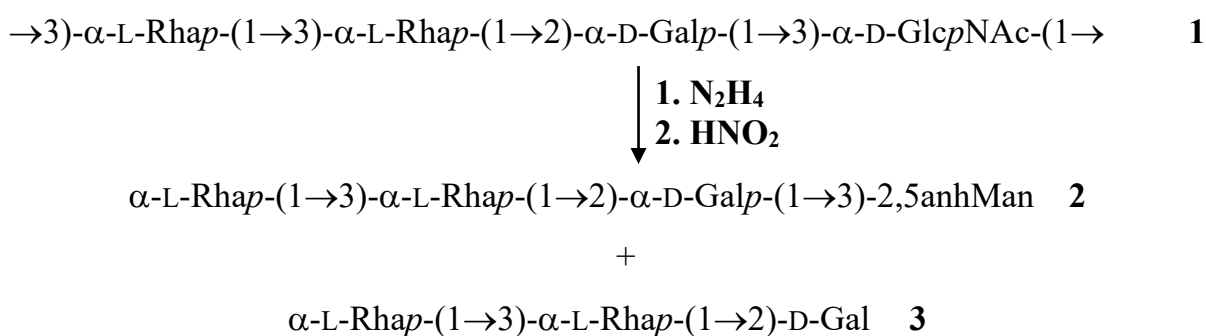 →3)-α-L-Rhap-(1→3)-α-L-Rhap-(1→2)-α-D-Galp-(1→3)-α-D-GlcpNAc-(1→ 1
1. N₂H₄
2. HNO₂
α-L-Rhap-(1→3)-α-L-Rhap-(1→2)-α-D-Galp-(1→3)-2,5anhMan 2
+
α-L-Rhap-(1→3)-α-L-Rhap-(1→2)-D-Gal 3